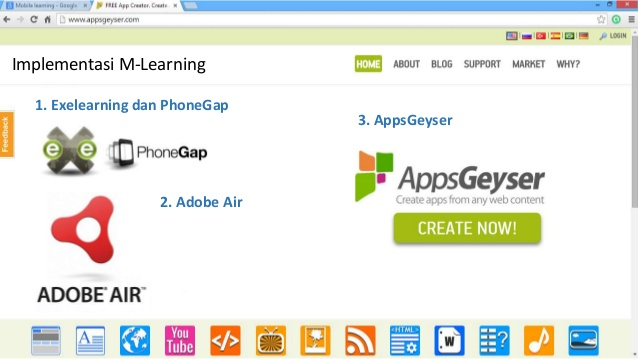 Mobile learning - Google
FREE App Creator. Create
www.appsgeyser.com
LOGIN
Implementasi M-Learning
HOME ABOUT BLOG SUPPORT MARKET WHY?
Feedback
1. Exelearning dan PhoneGap
e e
PhoneGap
2. Adobe Air
ADOBE® AIR™
3. AppsGeyser
AppsGeyser
Create apps from any web content
CREATE NOW!
A
You
Tube
</>
<HTML>
W
?